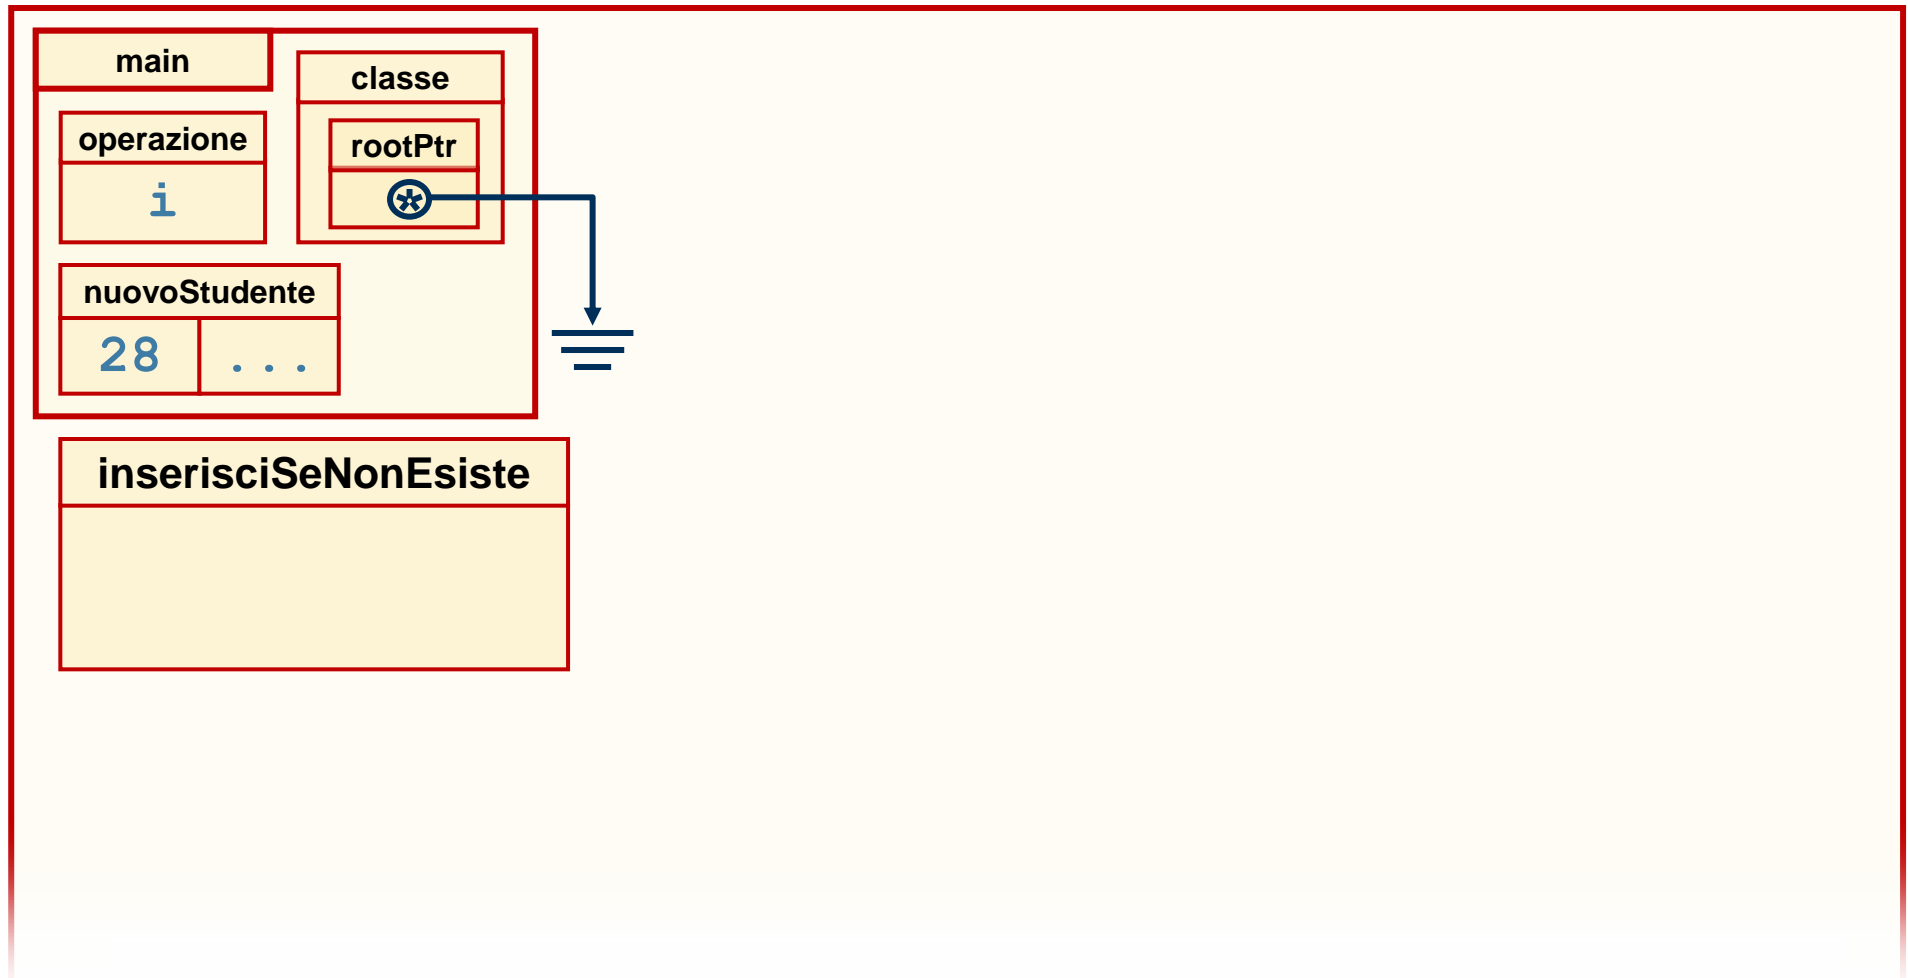 main
classe
operazione
rootPtr
i
*
nuovoStudente
28 ...
inserisciSeNonEsiste